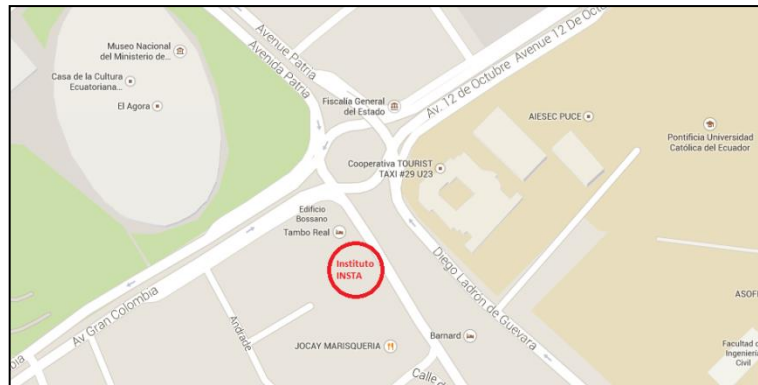 Museo Nacional
del Ministerio de...
Casa de la Cultura
Ecuatoriana...
El Agora
Avenue Patria
Avenida Patria
Fiscalía General
del Estado
Av. 12 de Octubre
Avenue 12 De Octubre
AIESEC PUCE
Pontificia Universidad
Católica del Ecuador
Cooperativa TOURIST
TAXI #29 U23
Edificio
Bossano
Tambo Real
Instituto
INSTA
Av Gran Colombia
Andrade
JOCAY MARISQUERIA
Barnard
Diego Ladrón de Guevara
ASOFI
Facultad d
Ingenierí
Civil
Calle d
bia